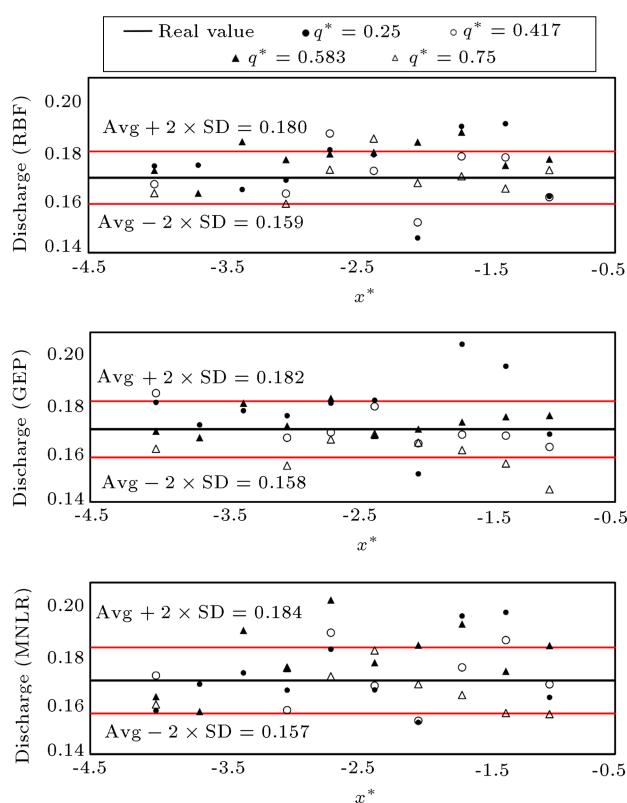 Real value q* = 0.25 q* = 0.417
q* = 0.583 q* = 0.75
Discharge (RBF)
0.20
Avg + 2 × SD = 0.180
0.18
0.16
Avg − 2 × SD = 0.159
0.14
-4.5 -3.5 -2.5 -1.5 -0.5
x*
Discharge (GEP)
0.20
Avg + 2 × SD = 0.182
0.18
0.16
Avg − 2 × SD = 0.158
0.14
-4.5 -3.5 -2.5 -1.5 -0.5
x*
Discharge (MNLR)
0.20
Avg + 2 × SD = 0.184
0.18
0.16
Avg − 2 × SD = 0.157
0.14
-4.5 -3.5 -2.5 -1.5 -0.5
x*